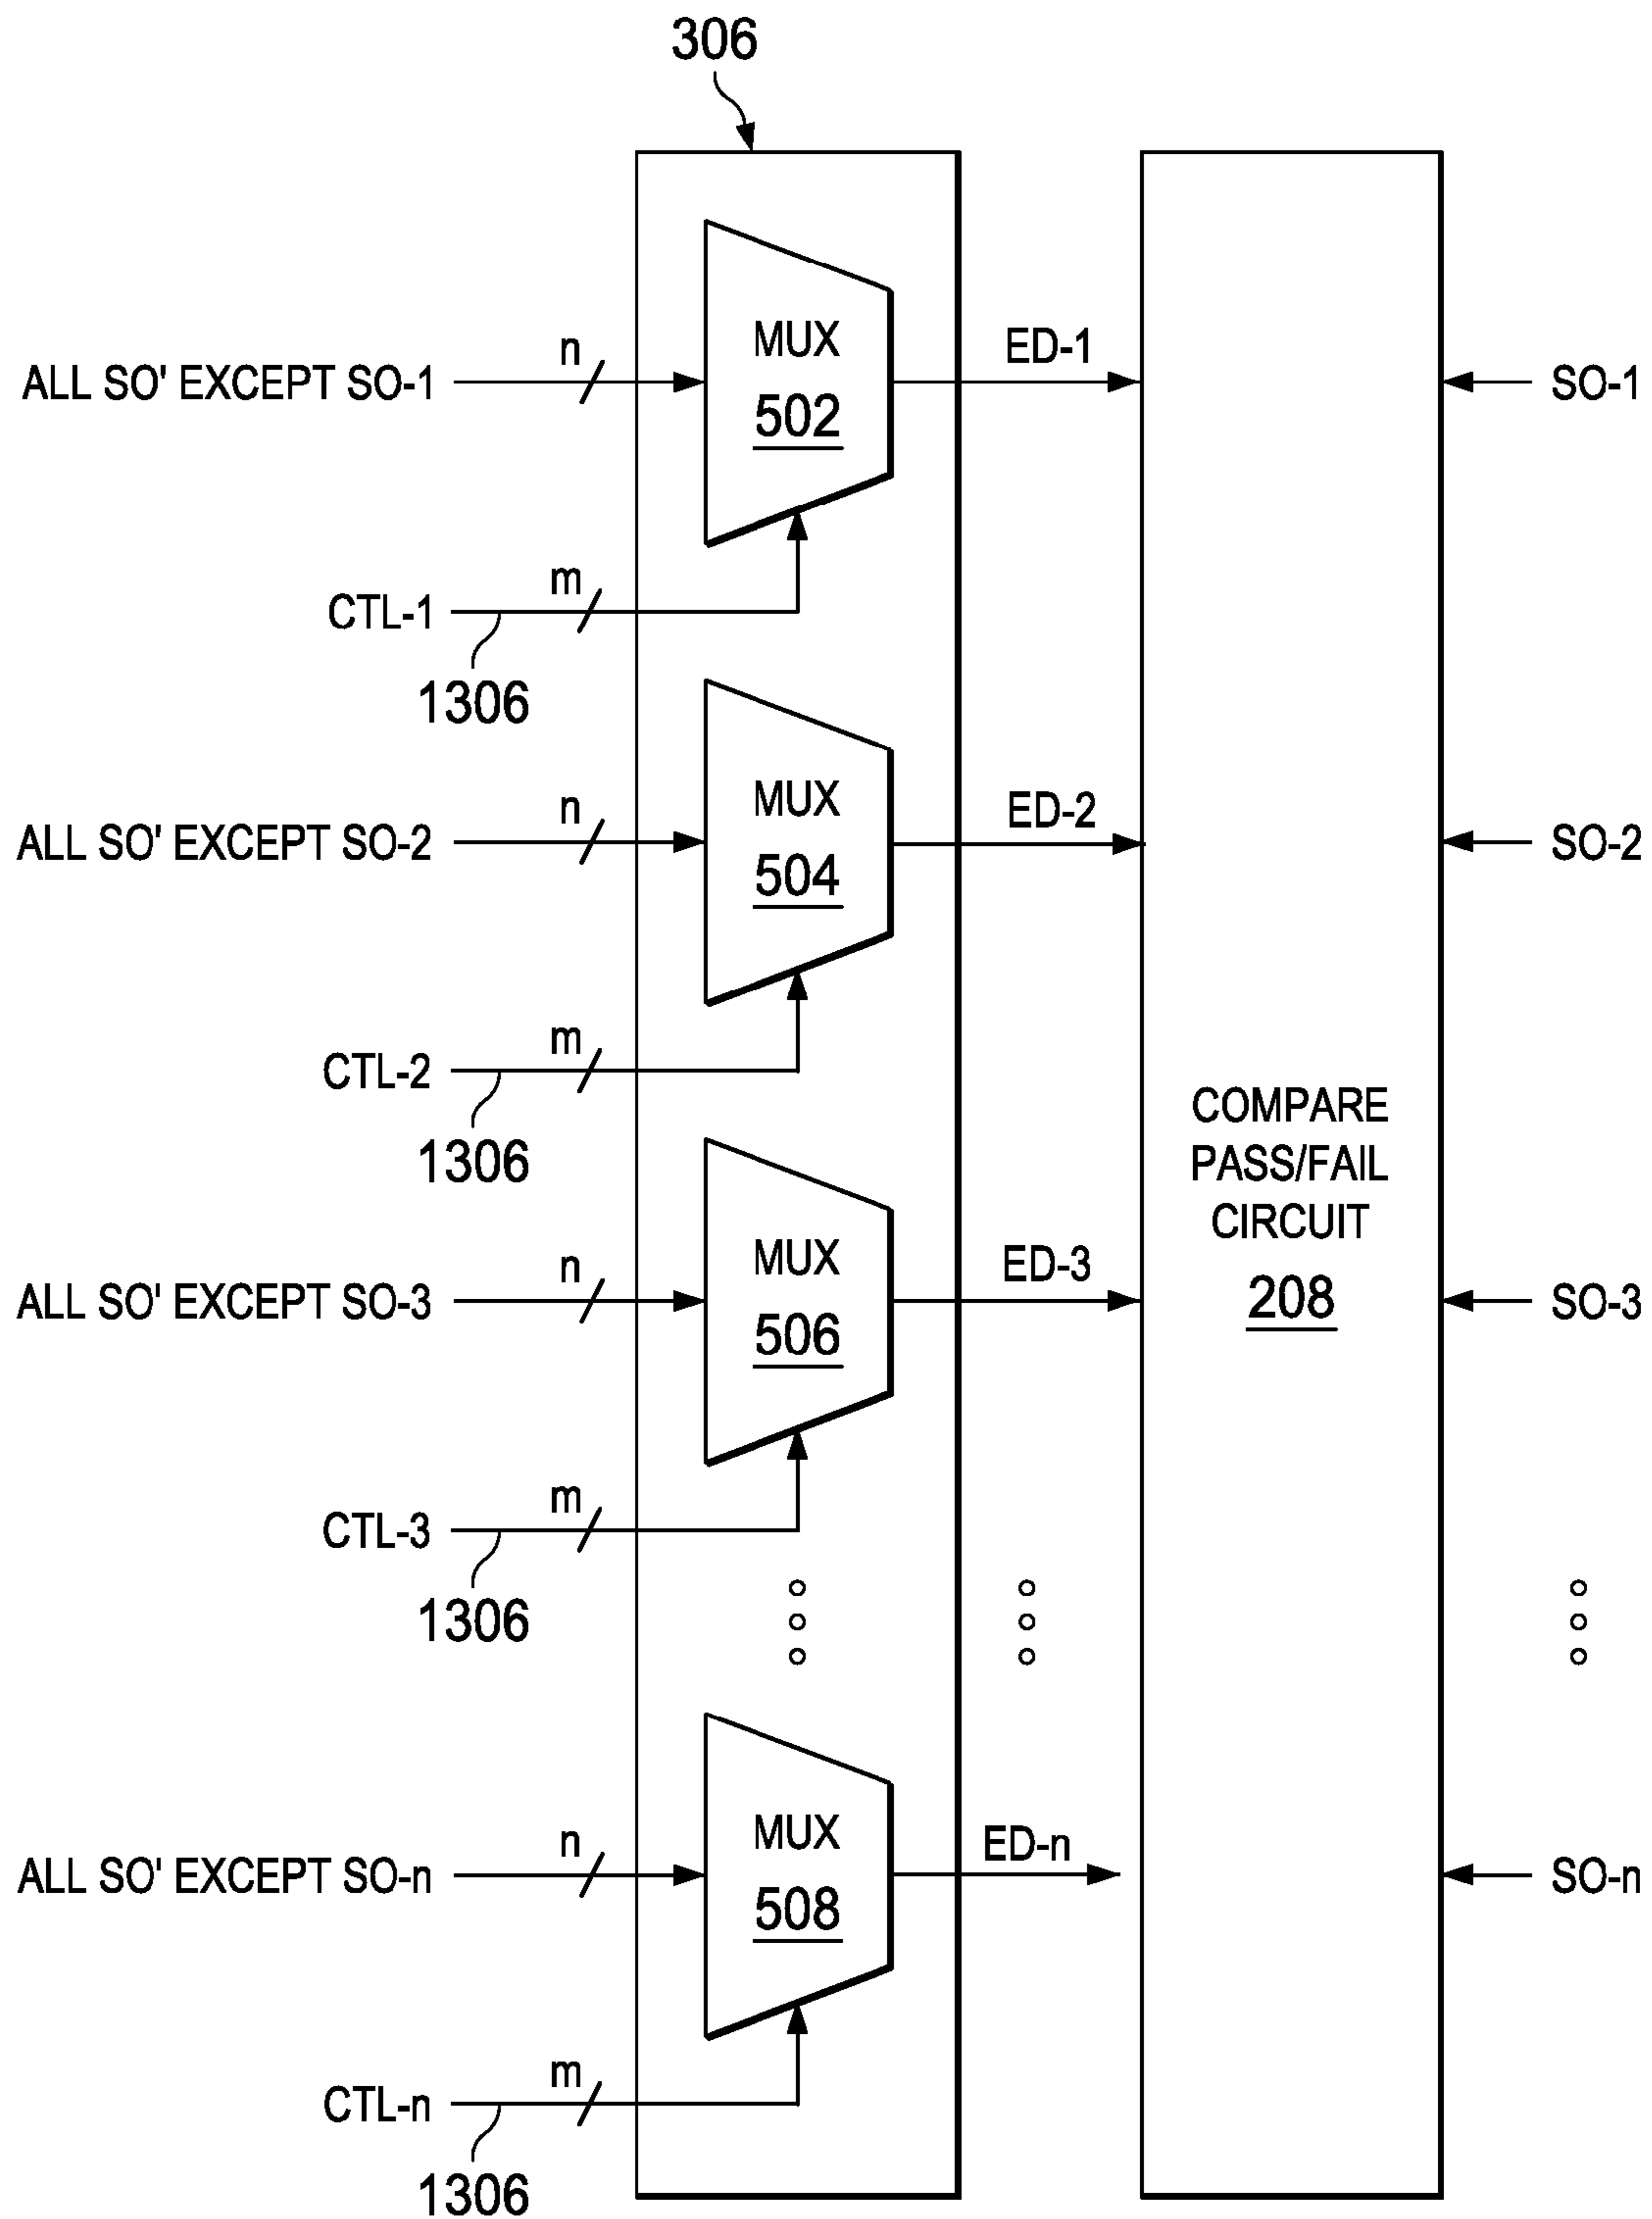 306
ALL SO' EXCEPT SO-1
n
MUX
502
ED-1
SO-1
CTL-1
m
1306
ALL SO' EXCEPT SO-2
n
MUX
504
ED-2
SO-2
CTL-2
m
1306
COMPARE
PASS/FAIL
CIRCUIT
208
ALL SO' EXCEPT SO-3
n
MUX
506
ED-3
SO-3
CTL-3
m
1306
ALL SO' EXCEPT SO-n
n
MUX
508
ED-n
SO-n
CTL-n
m
1306